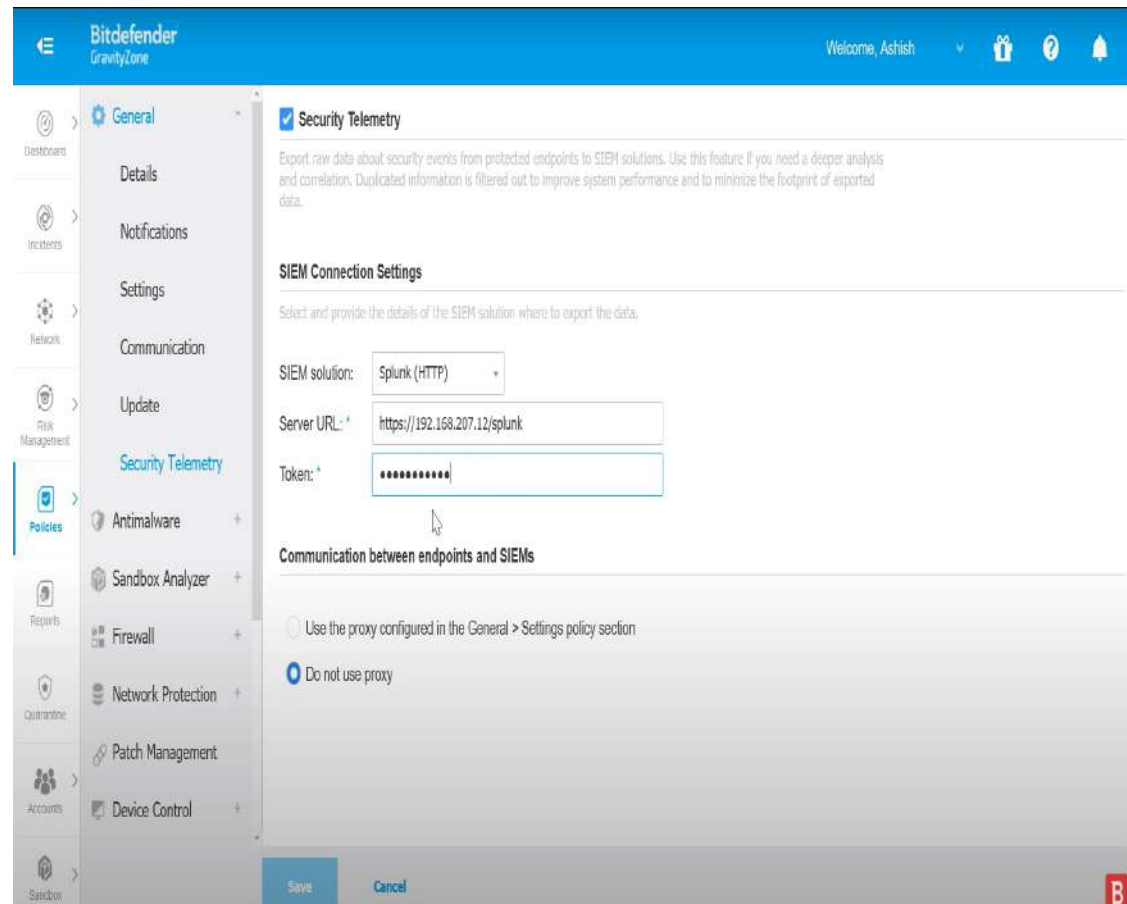 Bitdefender
GravityZone
Welcome, Ashish
Dashboard
Incidents
Network
Risk
Management
Policies
Reports
Quarantine
Accounts
Sandbox
General
Details
Notifications
Settings
Communication
Update
Security Telemetry
Antimalware
Sandbox Analyzer
Firewall
Network Protection
Patch Management
Device Control
Security Telemetry
Export raw data about security events from protected endpoints to SIEM solutions. Use this feature if you need a deeper analysis
and correlation. Duplicated information is filtered out to improve system performance and to minimize the footprint of exported
data.
SIEM Connection Settings
Select and provide the details of the SIEM solution where to export the data.
SIEM solution: Splunk (HTTP)
Server URL: * https://192.168.207.12/splunk
Token: * •••••••••••
Communication between endpoints and SIEMs
Use the proxy configured in the General > Settings policy section
Do not use proxy
Save Cancel
B